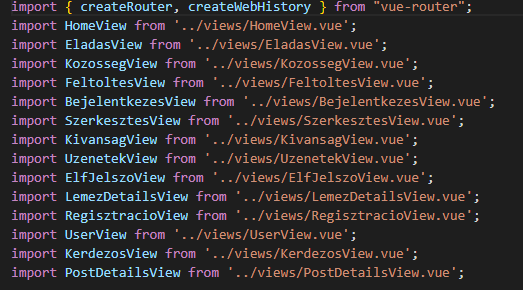 import { createRouter, createWebHistory } from "vue-router";
import HomeView from '../views/HomeView.vue';
import EladasView from '../views/EladasView.vue';
import KozossegView from '../views/KozossegView.vue';
import FeltoltesView from '../views/FeltoltesView.vue';
import BejelentkezesView from '../views/BejelentkezesView.vue';
import SzerkesztesView from '../views/SzerkesztesView.vue';
import KivansagView from '../views/KivansagView.vue';
import UzenetekView from '../views/UzenetekView.vue';
import ElfJelszoView from '../views/ElfJelszoView.vue';
import LemezDetailsView from '../views/LemezDetailsView.vue';
import RegisztracioView from '../views/RegisztracioView.vue';
import UserView from '../views/UserView.vue';
import KerdezosView from '../views/KerdezosView.vue';
import PostDetailsView from '../views/PostDetailsView.vue';